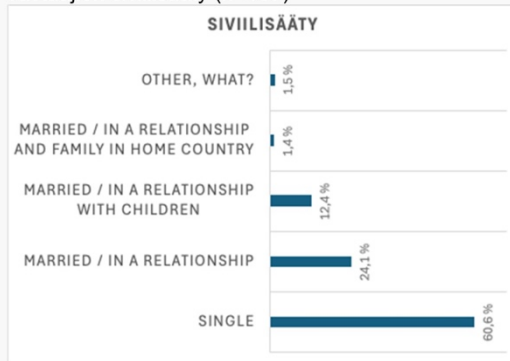 SIVIILISÄÄTY
OTHER, WHAT?
1,5 %
MARRIED / IN A RELATIONSHIP
AND FAMILY IN HOME COUNTRY
1,4 %
MARRIED / IN A RELATIONSHIP
WITH CHILDREN
12,4 %
MARRIED / IN A RELATIONSHIP
24,1 %
SINGLE
60,6 %